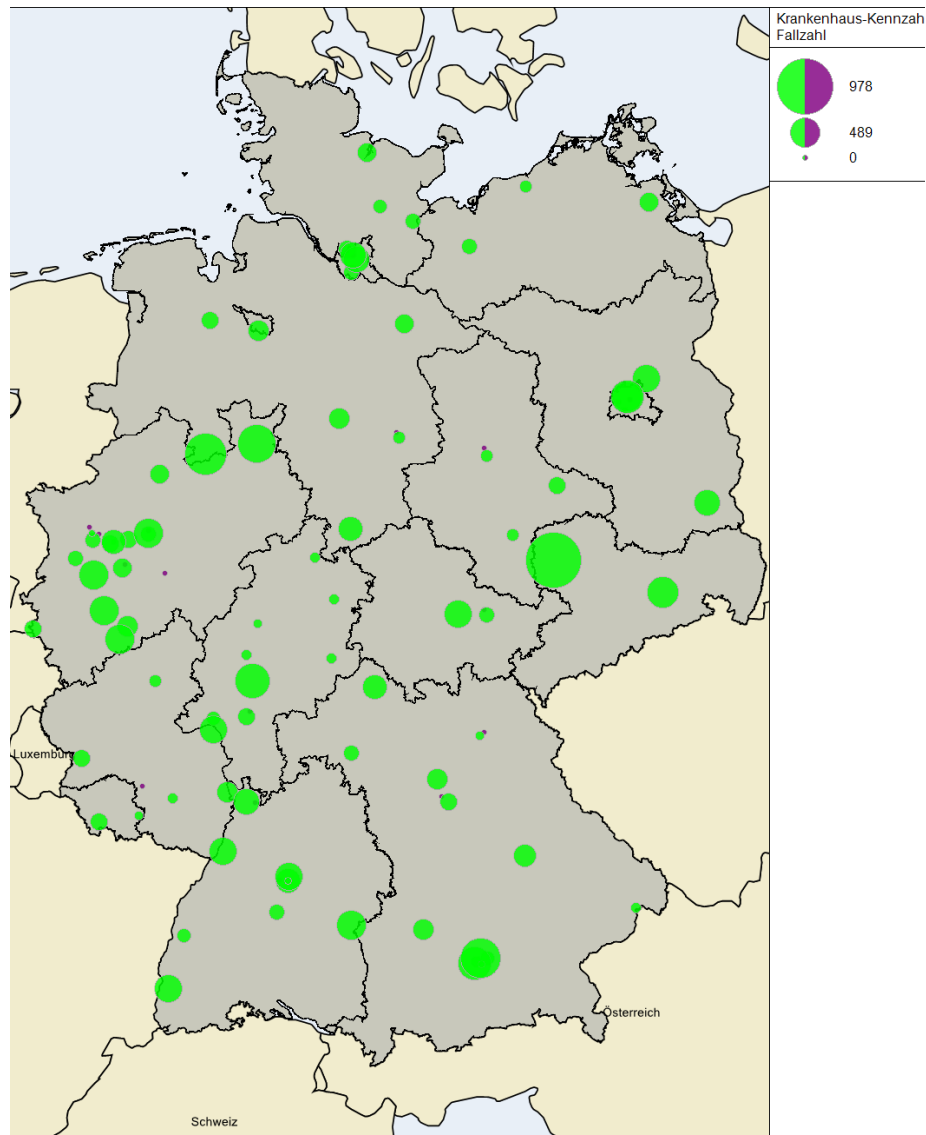 Krankenhaus-Kennzah
Fallzahl
978
489
0
Luxemburg
Österreich
Schweiz